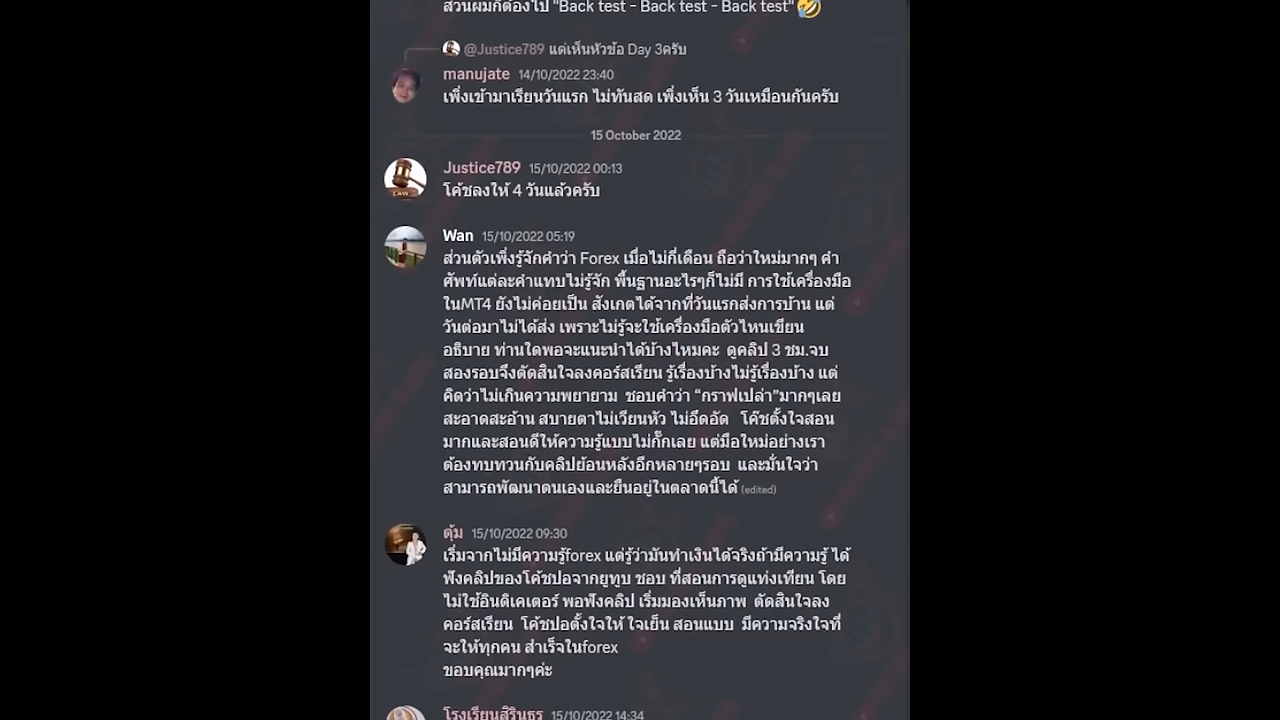 ส่วนผมก็ต้องไป "Back test - Back test - Back test"🤣
@Justice789 แต่เห็นหัวข้อ Day 3ครับ
manujate 14/10/2022 23:40
เพิ่งเข้ามาเรียนวันแรก ไม่ทันสด เพิ่งเห็น 3 วันเหมือนกันครับ
15 October 2022
Justice789 15/10/2022 00:13
โค้ชลงให้ 4 วันแล้วครับ
Wan 15/10/2022 05:19
ส่วนตัวเพิ่งรู้จักคำว่า Forex เมื่อไม่กี่เดือน ถือว่าใหม่มากๆ คำ
ศัพท์แต่ละคำแทบไม่รู้จัก พื้นฐานอะไรๆก็ไม่มี การใช้เครื่องมือ
ในMT4 ยังไม่ค่อยเป็น สังเกตได้จากที่วันแรกส่งการบ้าน แต่
วันต่อมาไม่ได้ส่ง เพราะไม่รู้จะใช้เครื่องมือตัวไหนเขียน
อธิบาย ท่านใดพอจะแนะนำได้บ้างไหมคะ ดูคลิป 3 ชม.จบ
สองรอบจึงตัดสินใจลงคอร์สเรียน รู้เรื่องบ้างไม่รู้เรื่องบ้าง แต่
คิดว่าไม่เกินความพยายาม ชอบคำว่า “กราฟเปล่า”มากๆเลย
สะอาดสะอ้าน สบายตาไม่เวียนหัว ไม่อึดอัด โค๊ชตั้งใจสอน
มากและสอนดีให้ความรู้แบบไม่กั๊กเลย แต่มือใหม่อย่างเรา
ต้องทบทวนกับคลิปย้อนหลังอีกหลายๆรอบ และมั่นใจว่า
สามารถพัฒนาตนเองและยืนอยู่ในตลาดนี้ได้ (edited)
ตุ้ม 15/10/2022 09:30
เริ่มจากไม่มีความรู้forex แต่รู้ว่ามันทำเงินได้จริงถ้ามีความรู้ ได้
ฟังคลิปของโค้ชปอจากยูทูบ ชอบ ที่สอนการดูแท่งเทียน โดย
ไม่ใช้อินดิเคเตอร์ พอฟังคลิป เริ่มมองเห็นภาพ ตัดสินใจลง
คอร์สเรียน โค้ชปอตั้งใจให้ ใจเย็น สอนแบบ มีความจริงใจที่
จะให้ทุกคน สำเร็จในforex
ขอบคุณมากๆค่ะ
โรงเรียนสิรินธร 15/10/2022 14:34